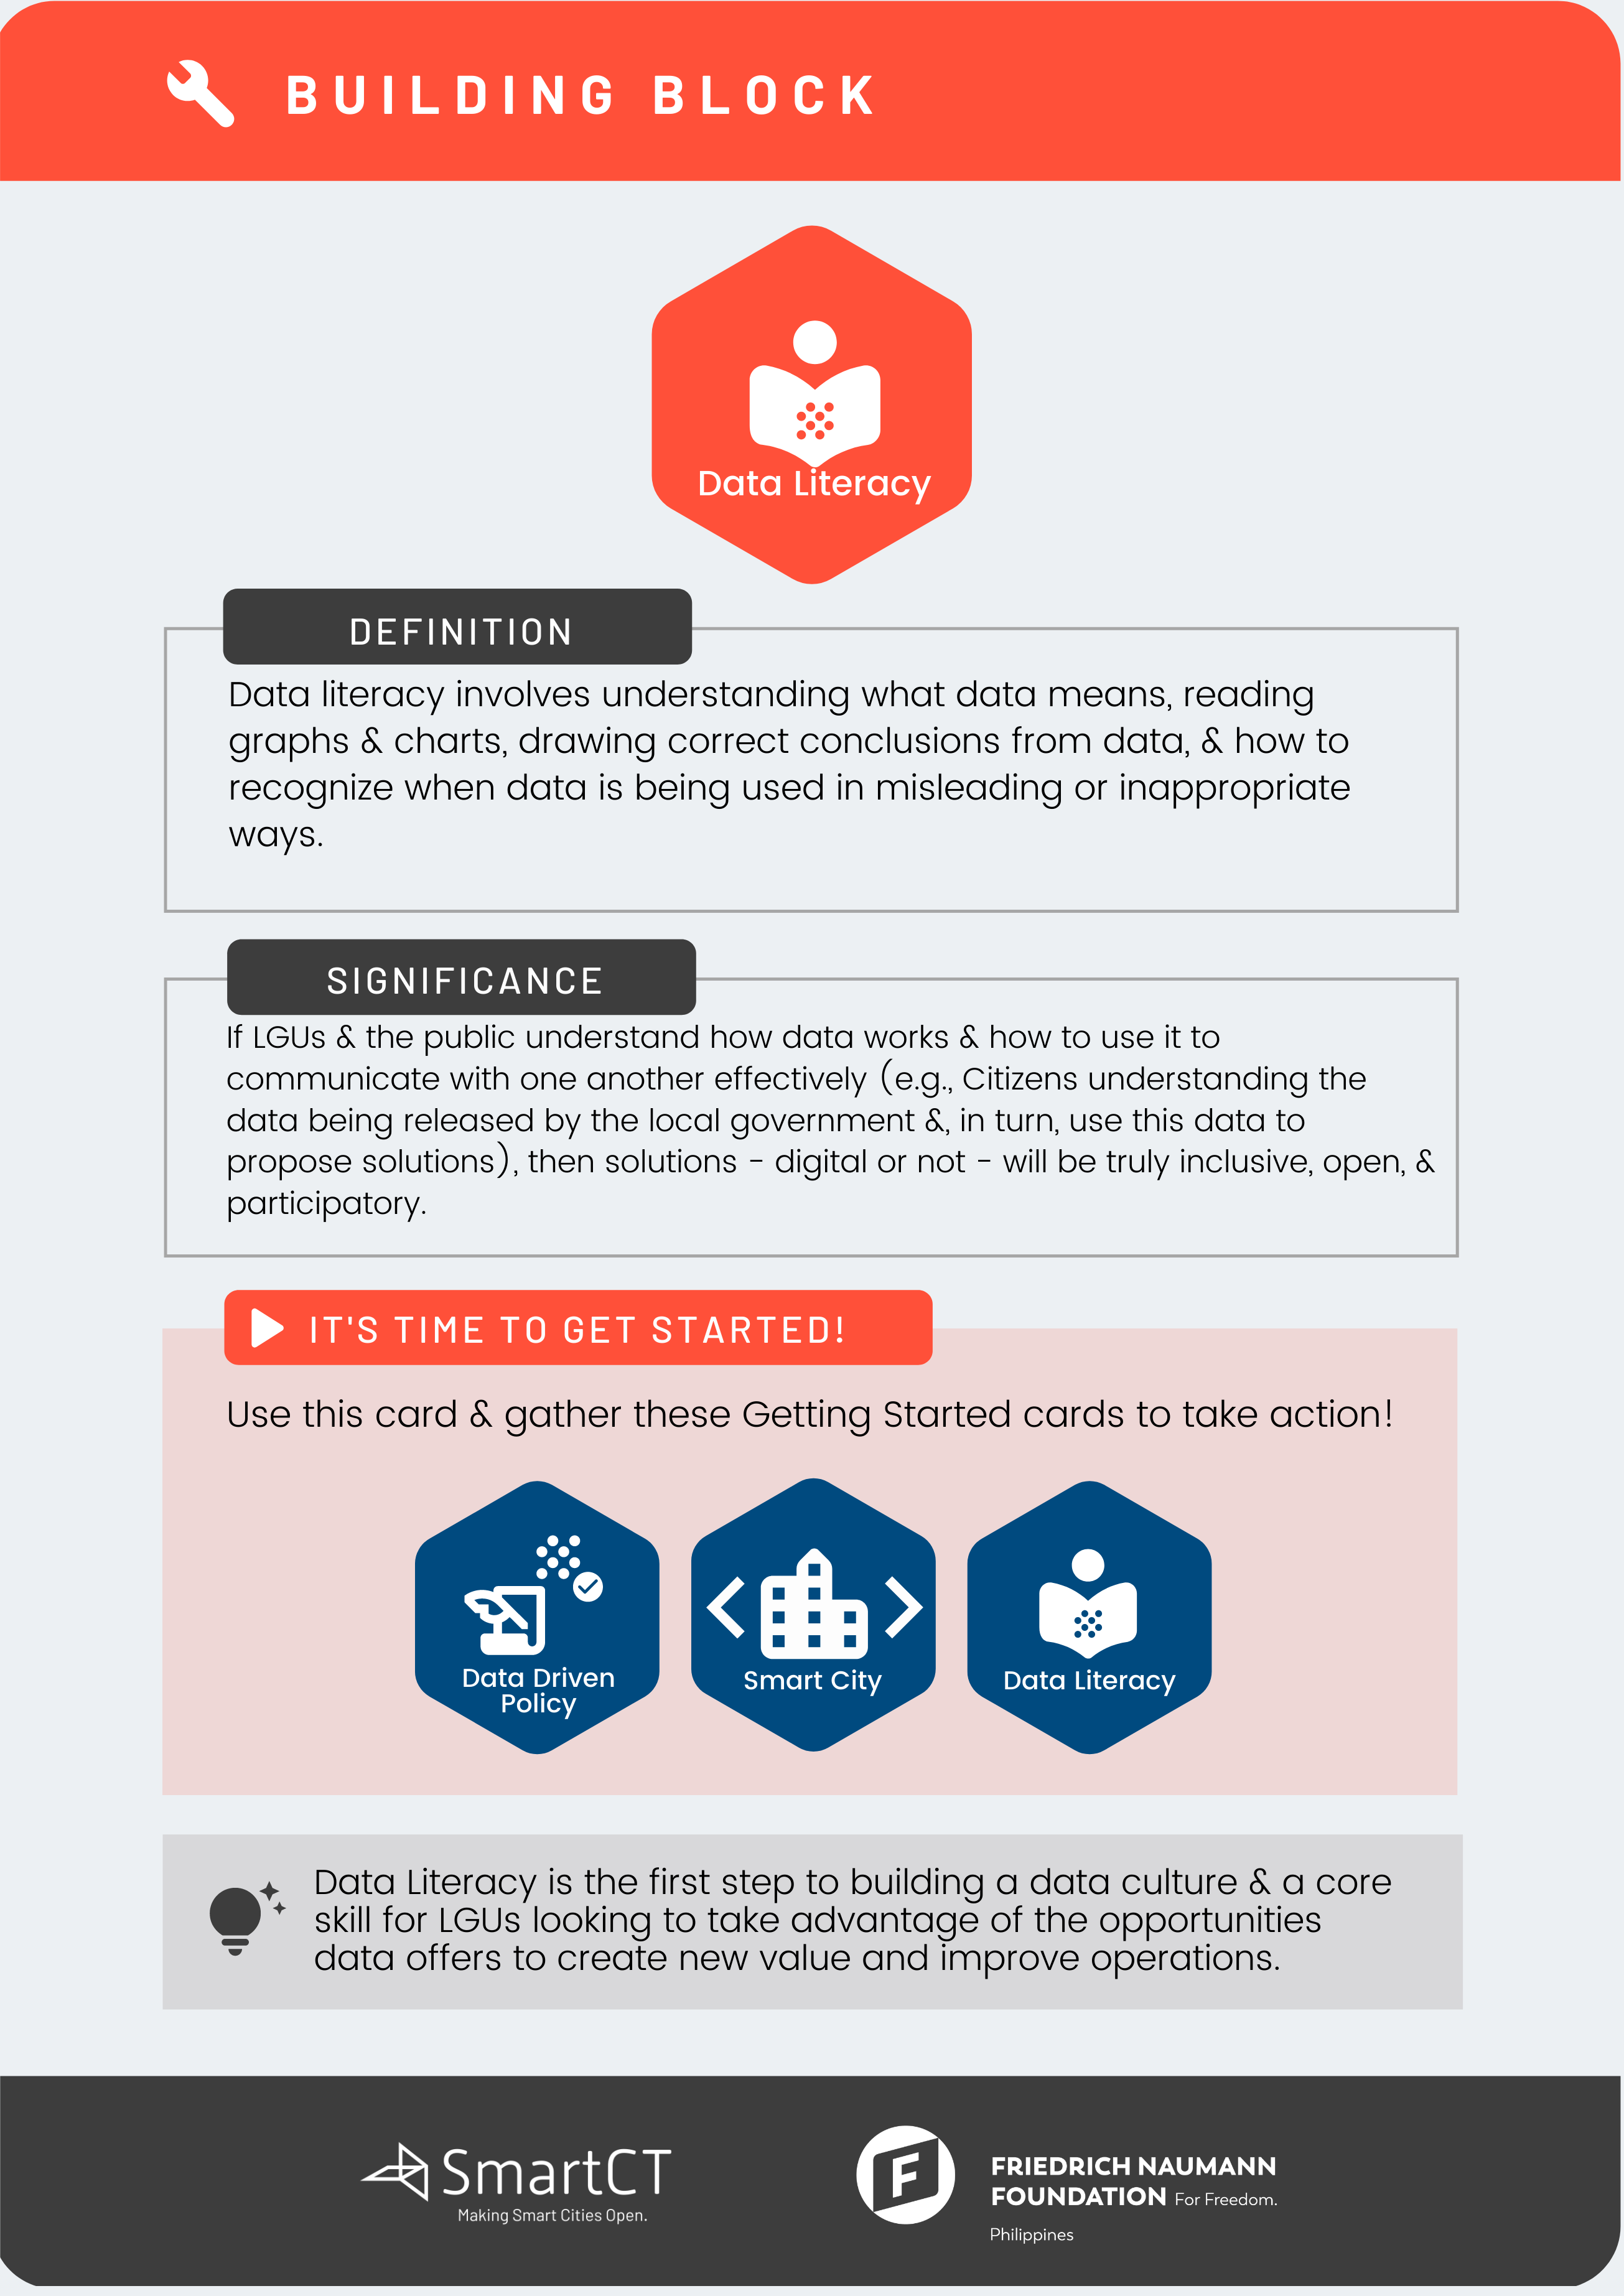 BUILDING BLOCK
Data Literacy
DEFINITION
Data literacy involves understanding what data means, reading
graphs & charts, drawing correct conclusions from data, & how to
recognize when data is being used in misleading or inappropriate
ways.
SIGNIFICANCE
If LGUs & the public understand how data works & how to use it to
communicate with one another effectively (e.g., Citizens understanding the
data being released by the local government &, in turn, use this data to
propose solutions), then solutions - digital or not - will be truly inclusive, open, &
participatory.
IT'S TIME TO GET STARTED!
Use this card & gather these Getting Started cards to take action!
Data Driven
Policy
Smart City
Data Literacy
Data Literacy is the first step to building a data culture & a core
skill for LGUs looking to take advantage of the opportunities
data offers to create new value and improve operations.
SmartCT
Making Smart Cities Open.
F
FRIEDRICH NAUMANN
FOUNDATION For Freedom.
Philippines